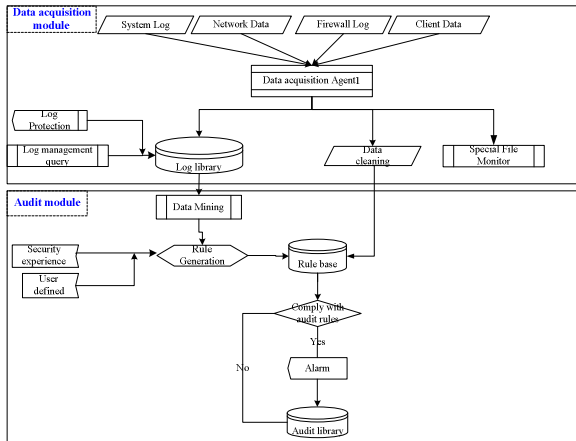 Data acquisition
module
System Log
Network Data
Firewall Log
Client Data
Data acquisition Agent1
Log
Protection
Log management
query
Log library
Data
cleaning
Special File
Monitor
Audit module
Data Mining
Security
experience
User
defined
Rule
Generation
Rule base
Comply with
audit rules
Yes
No
Alarm
Audit library